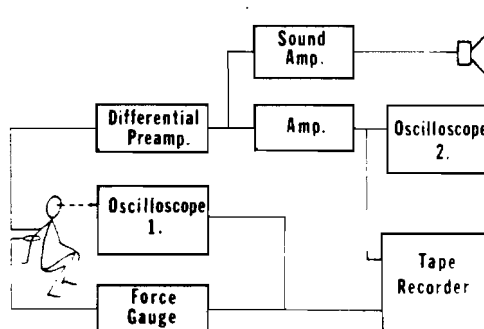 Sound
Amp.
Differential
Preamp.
Amp.
Oscilloscope
2.
Oscilloscope
1.
Tape
Recorder
Force
Gauge